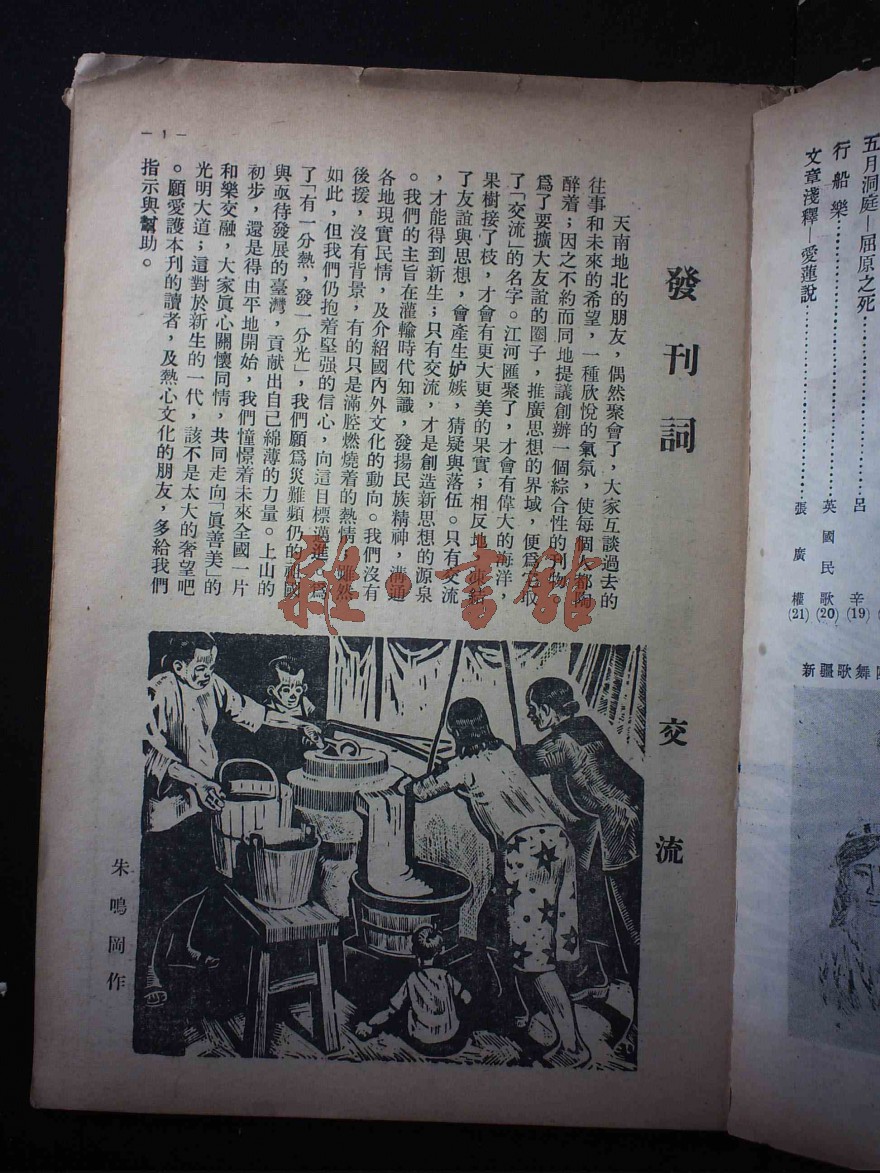 五月洞庭—屈原之死
呂
辛(19)
行船樂
英國民歌(20)
文章淺釋—愛蓮說
張廣權(21)
新疆歌舞
發刊詞
交流
天南地北的朋友，偶然聚會了，大家互談過去的
往事和未來的希望，一種欣悅的氣氛，使每個人都陶
醉着；因之不約而同地提議創辦一個綜合性的刊物，
爲了要擴大友誼的圈子，推廣思想的界域，便爲它取
了「交流」的名字。江河匯聚了，才會有偉大的海洋，
果樹接了枝，才會有更大更美的果實；相反地，凍結
了友誼與思想，會產生妒嫉，猜疑與落伍。只有交流
，才能得到新生；只有交流，才是創造新思想的源泉
。我們的主旨在灌輸時代知識，發揚民族精神，溝通
各地現實民情，及介紹國內外文化的動向。我們沒有
後援，沒有背景，有的只是滿腔燃燒着的熱情，雖然
如此，但我們仍抱着堅强的信心，向這目標邁進，爲
了「有一分熱，發一分光」，我們願爲災難頻仍的祖國
與亟待發展的臺灣，貢献出自己綿薄的力量。上山的
初步，還是得由平地開始，我們憧憬着未來全國一片
和樂交融，大家眞心關懷同情，共同走向「眞善美」的
光明大道；這對於新生的一代，該不是太大的奢望吧
。願愛護本刊的讀者，及熱心文化的朋友，多給我們
指示與幫助。
— 1 —
朱鳴岡作
雜·書館